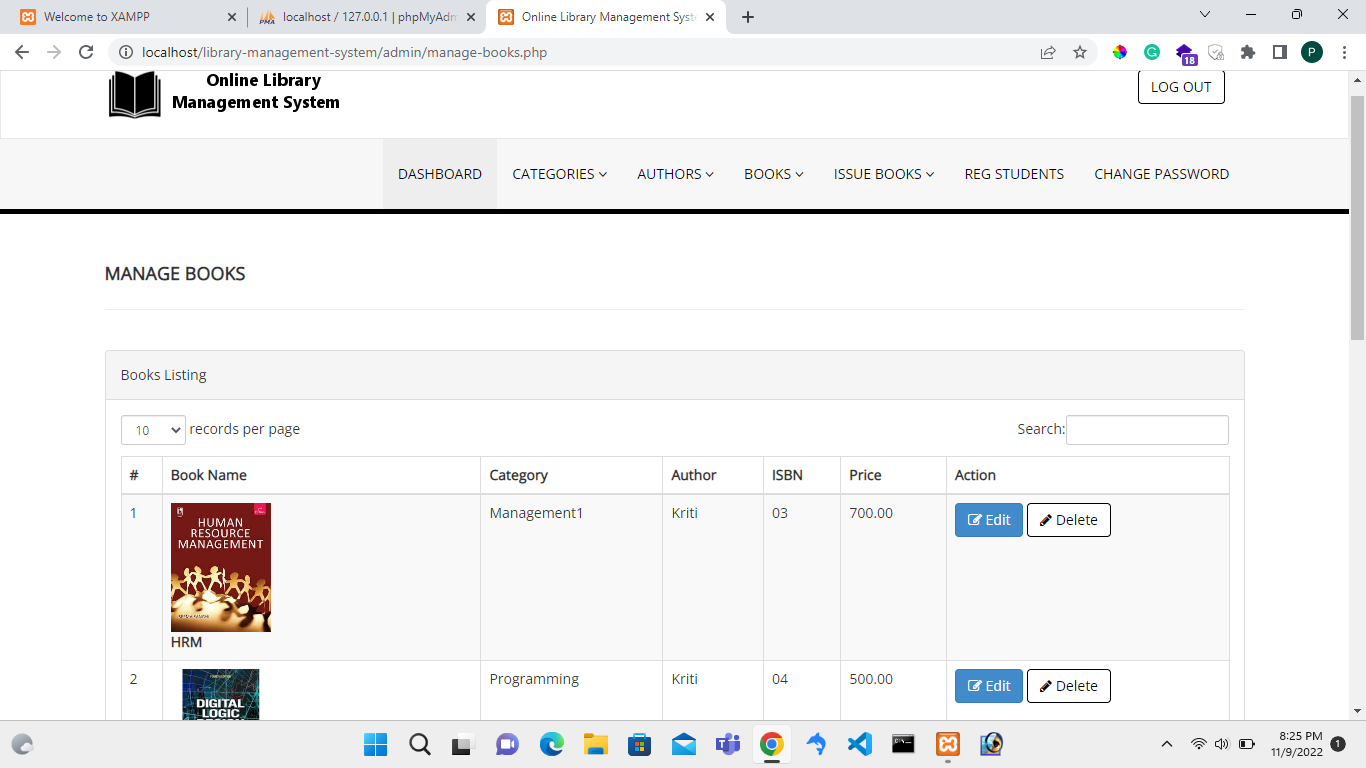 Welcome to XAMPP
localhost / 127.0.0.1 | phpMyAdm
Online Library Management Syst
localhost/library-management-system/admin/manage-books.php
18
P
Online Library
Management System
LOG OUT
DASHBOARD CATEGORIES AUTHORS BOOKS ISSUE BOOKS REG STUDENTS CHANGE PASSWORD
MANAGE BOOKS
Books Listing
10 records per page Search:
# Book Name Category Author ISBN Price Action
1 Management1 Kriti 03 700.00 Edit Delete
HUMAN
RESOURCE
MANAGEMENT
HRM
2 Programming Kriti 04 500.00 Edit Delete
DIGITAL
LOGIC
8:25 PM
11/9/2022
1